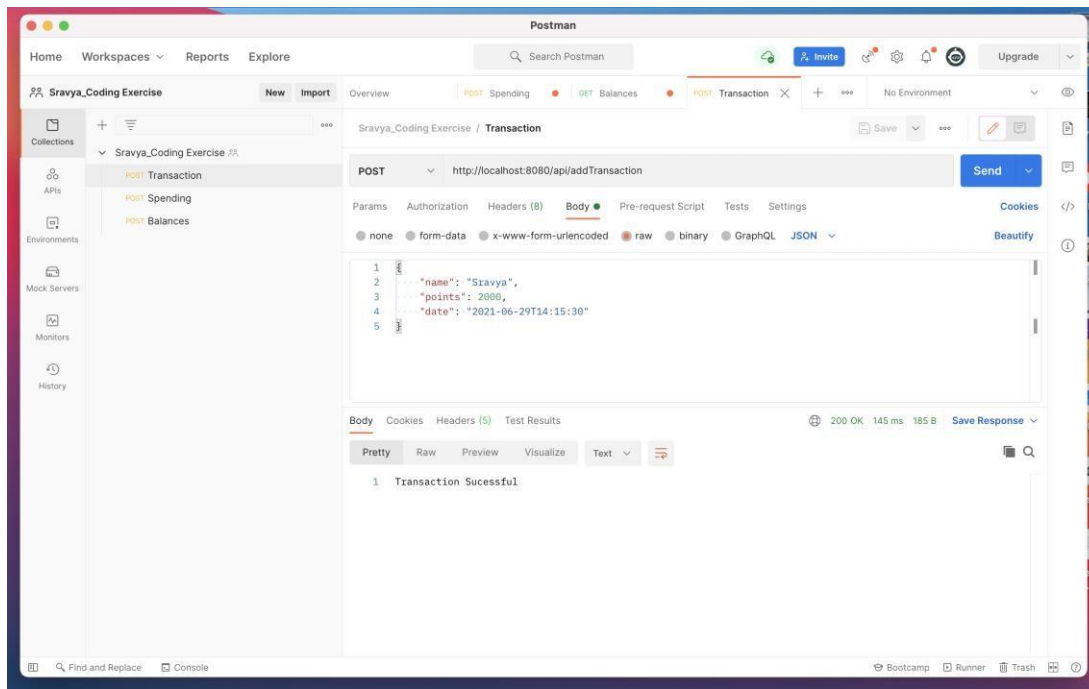 Postman
Home Workspaces Reports Explore Search Postman Invite Upgrade
Sravya_Coding Exercise New Import Overview POST Spending GET Balances POST Transaction No Environment
Collections
APIs
Environments
Mock Servers
Monitors
History
Sravya_Coding Exercise
POST Transaction
POST Spending
POST Balances
Sravya_Coding Exercise / Transaction Save
POST http://localhost:8080/api/addTransaction Send
Params Authorization Headers (8) Body Pre-request Script Tests Settings Cookies
none form-data x-www-form-urlencoded raw binary GraphQL JSON Beautify
1 {
2 "name": "Sravya",
3 "points": 2000,
4 "date": "2021-06-29T14:15:30"
5 }
Body Cookies Headers (5) Test Results 200 OK 145 ms 185 B Save Response
Pretty Raw Preview Visualize Text
1 Transaction Sucessful
Find and Replace Console Bootcamp Runner Trash